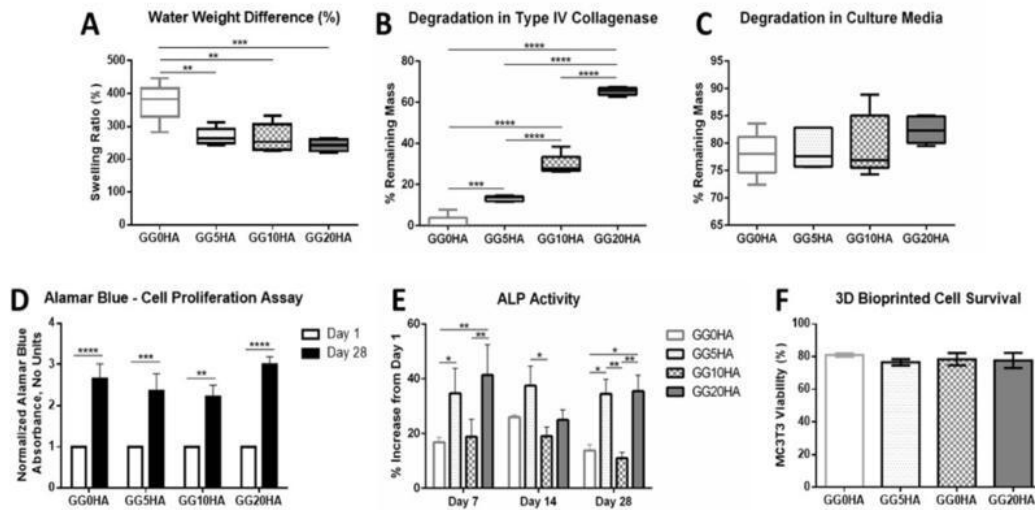 A
Water Weight Difference (%)
***
**
**
Swelling Ratio (%)
500
400
300
200
100
0
GG0HA GG5HA GG10HA GG20HA
B
Degradation in Type IV Collagenase
****
****
****
****
****
***
% Remaining Mass
80
60
40
20
0
GG0HA GG5HA GG10HA GG20HA
C
Degradation in Culture Media
% Remaining Mass
95
90
85
80
75
70
65
GG0HA GG5HA GG10HA GG20HA
D
Alamar Blue - Cell Proliferation Assay
Normalized Alamar Blue
Absorbance, No Units
4
3
2
1
0
**** *** ** ****
Day 1
Day 28
GG0HA GG5HA GG10HA GG20HA
E
ALP Activity
% Increase from Day 1
60
40
20
0
**
* **
*
*
* ** **
GG0HA
GG5HA
GG10HA
GG20HA
Day 7 Day 14 Day 28
F
3D Bioprinted Cell Survival
MC3T3 Viability (%)
100
80
60
40
20
0
GG0HA GG5HA GG0HA GG20HA